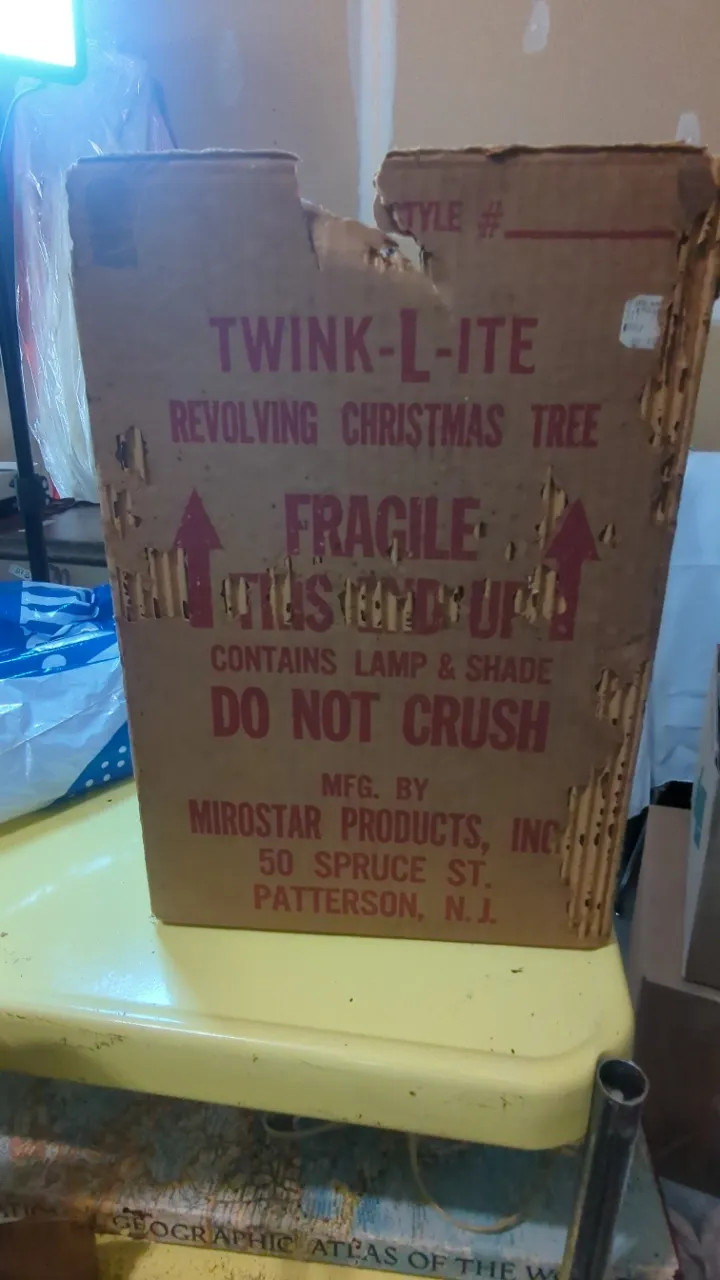 STYLE #
TWINK-L-ITE
REVOLVING CHRISTMAS TREE
FRAGILE
THIS END UP
CONTAINS LAMP & SHADE
DO NOT CRUSH
MFG. BY
MIROSTAR PRODUCTS, INC.
50 SPRUCE ST.
PATTERSON, N.J.
GEOGRAPHIC ATLAS OF THE